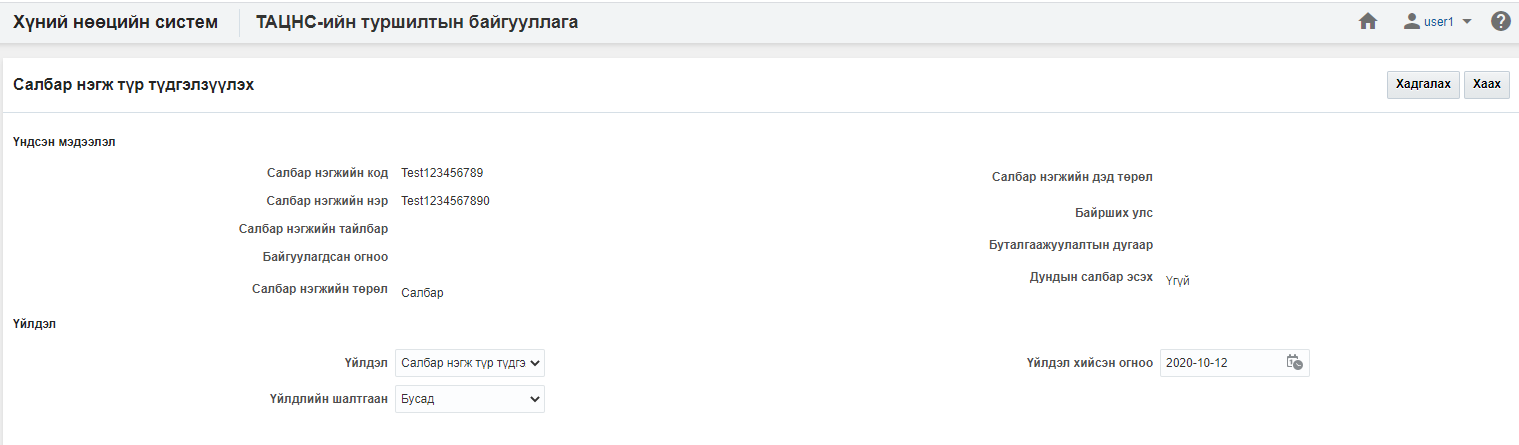 Хүний нөөцийн систем ТАЦНС-ийн туршилтын байгууллага user1
Салбар нэгж түр түдгэлзүүлэх Хадгалах Хаах
Үндсэн мэдээлэл
Салбар нэгжийн код Test123456789
Салбар нэгжийн дэд төрөл
Салбар нэгжийн нэр Test1234567890
Байрших улс
Салбар нэгжийн тайлбар
Буталгаажуулалтын дугаар
Байгуулагдсан огноо
Дундын салбар эсэх Үгүй
Салбар нэгжийн төрөл Салбар
Үйлдэл
Үйлдэл Салбар нэгж түр түдгэ Үйлдэл хийсэн огноо 2020-10-12
Үйлдлийн шалтгаан Бусад